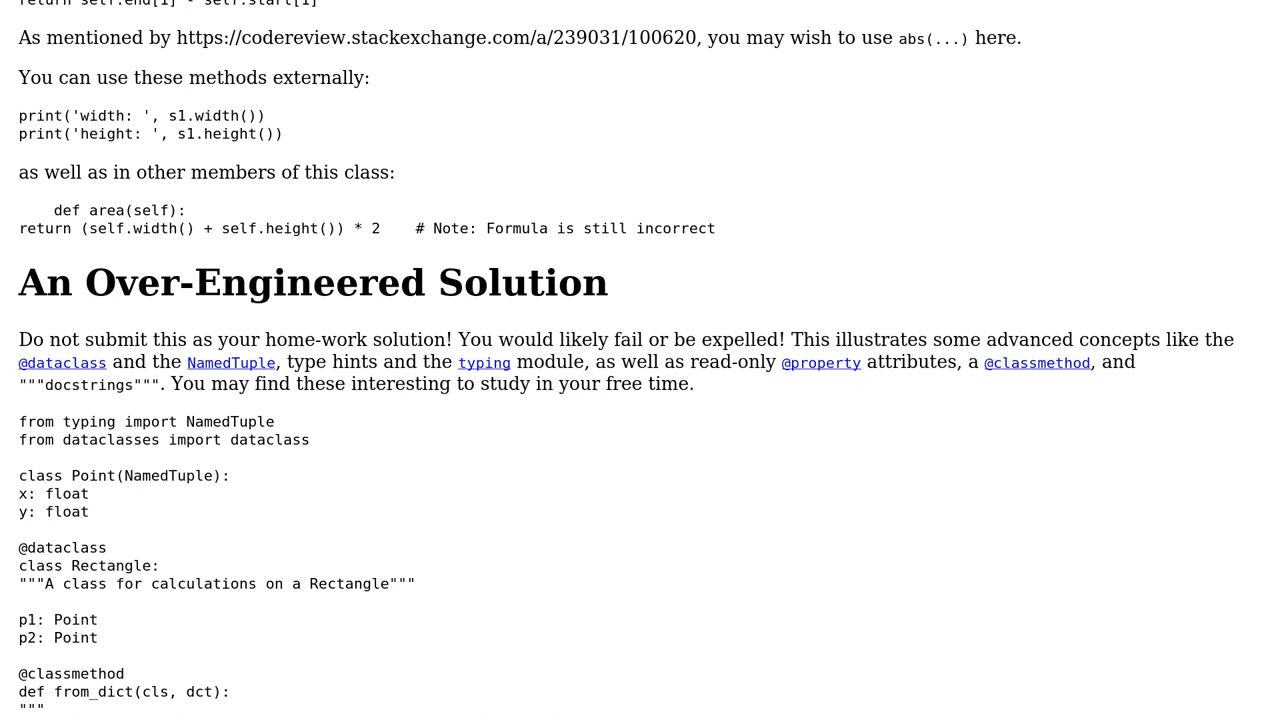 return self.end[1] - self.start[1]
As mentioned by https://codereview.stackexchange.com/a/239031/100620, you may wish to use abs(...) here.
You can use these methods externally:
print('width: ', s1.width())
print('height: ', s1.height())
as well as in other members of this class:
    def area(self):
return (self.width() + self.height()) * 2    # Note: Formula is still incorrect
An Over-Engineered Solution
Do not submit this as your home-work solution! You would likely fail or be expelled! This illustrates some advanced concepts like the
@dataclass and the NamedTuple, type hints and the typing module, as well as read-only @property attributes, a @classmethod, and
"""docstrings""". You may find these interesting to study in your free time.
from typing import NamedTuple
from dataclasses import dataclass
class Point(NamedTuple):
x: float
y: float
@dataclass
class Rectangle:
"""A class for calculations on a Rectangle"""
p1: Point
p2: Point
@classmethod
def from_dict(cls, dct):
"""